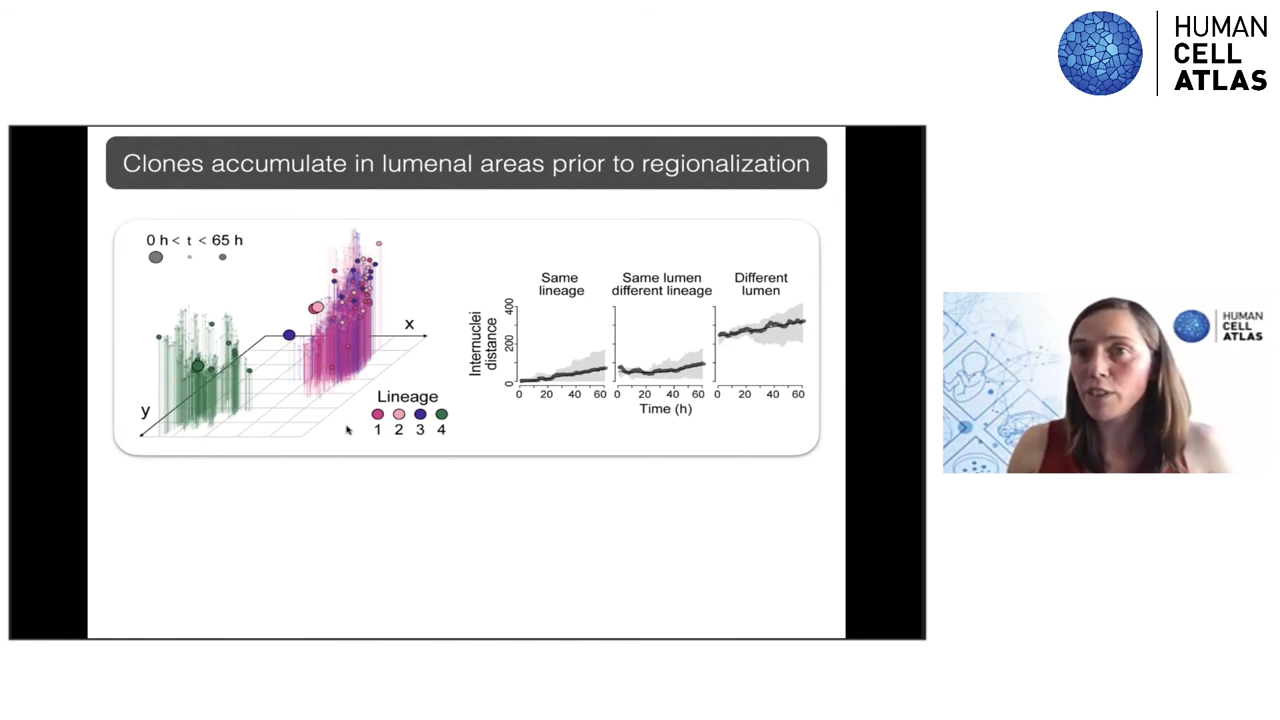 HUMAN
CELL
ATLAS
Clones accumulate in lumenal areas prior to regionalization
0 h < t < 65 h
x
y
Lineage
1 2 3 4
Same
lineage
Same lumen
different lineage
Different
lumen
Internuclei
distance
0 200 400
0 20 40 60
0 20 40 60
0 20 40 60
Time (h)
HUMAN
CELL
ATLAS